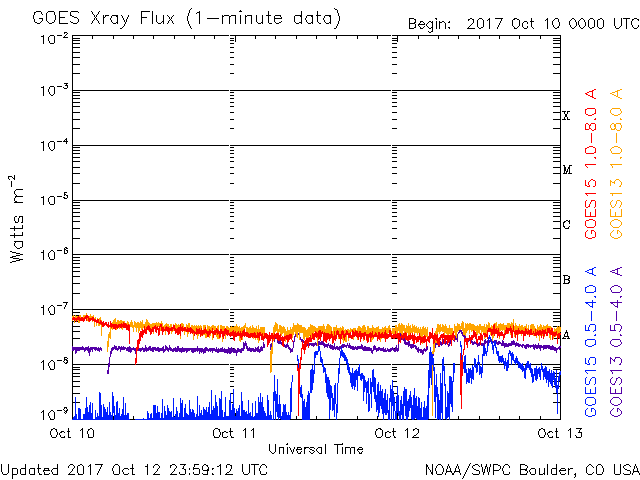 GOES Xray Flux (1-minute data)
Begin: 2017 Oct 10 0000 UTC
10-2
10-3
10-4
10-5
10-6
10-7
10-8
10-9
Watts m-2
X
M
C
B
A
GOES15 1.0-8.0 A
GOES13 1.0-8.0 A
GOES15 0.5-4.0 A
GOES13 0.5-4.0 A
Oct 10
Oct 11
Oct 12
Oct 13
Universal Time
Updated 2017 Oct 12 23:59:12 UTC
NOAA/SWPC Boulder, CO USA